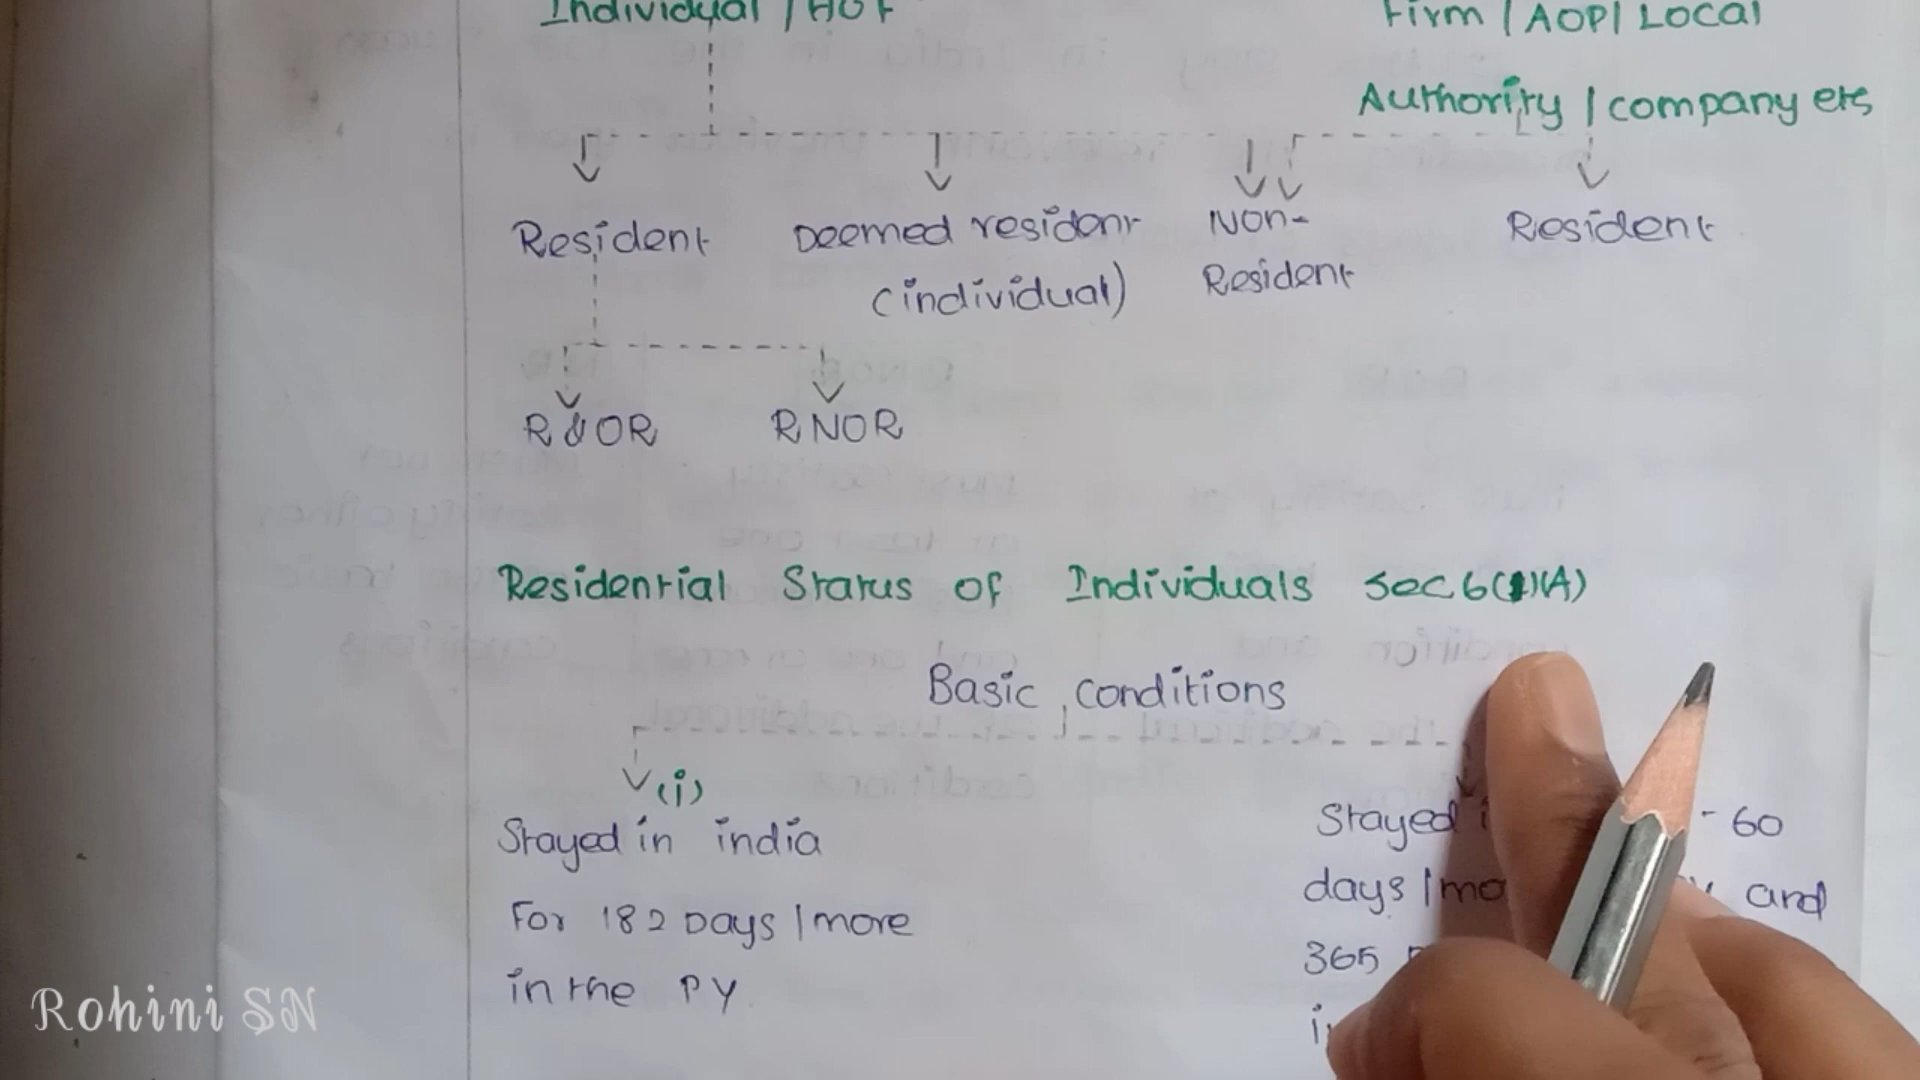 Individual / HUF
Firm / AOP / Local
Authority / company etc
Resident
Deemed resident
(individual)
Non-
Resident
Resident
R & OR
RNOR
Residential Status of Individuals Sec 6(1)(A)
Basic conditions
(i)
Stayed in india
For 182 Days / more
in the PY
Stayed - 60
days / and
365
Rohini SN